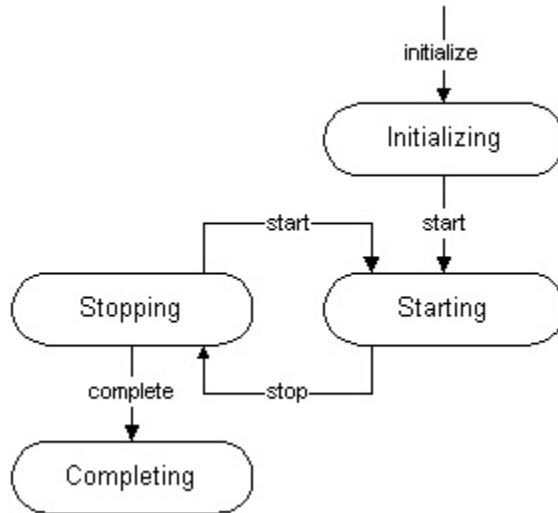 initialize
Initializing
start
start
Stopping
Starting
complete
stop
Completing